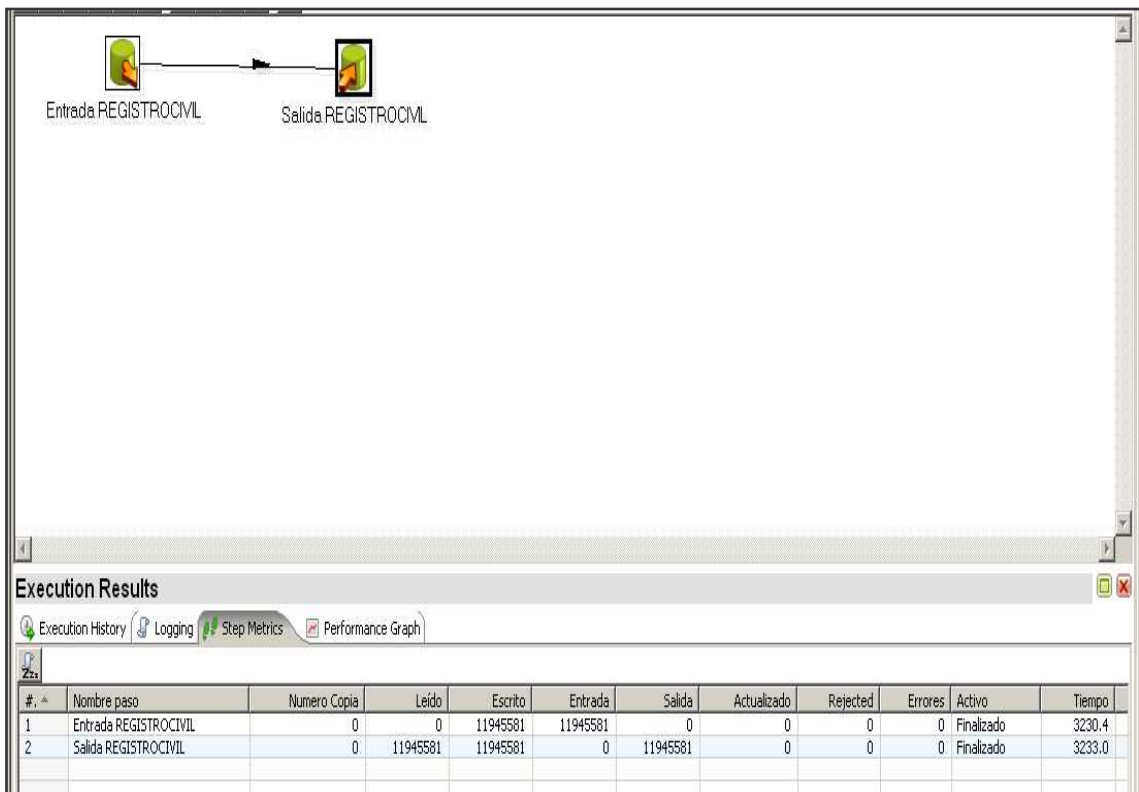 Entrada REGISTROCIVIL
Salida REGISTROCIVIL
Execution Results
Execution History Logging Step Metrics Performance Graph
Zzz
#. Nombre paso Numero Copia Leído Escrito Entrada Salida Actualizado Rejected Errores Activo Tiempo
1 Entrada REGISTROCIVIL 0 0 11945581 11945581 0 0 0 0 Finalizado 3230.4
2 Salida REGISTROCIVIL 0 11945581 11945581 0 11945581 0 0 0 Finalizado 3233.0